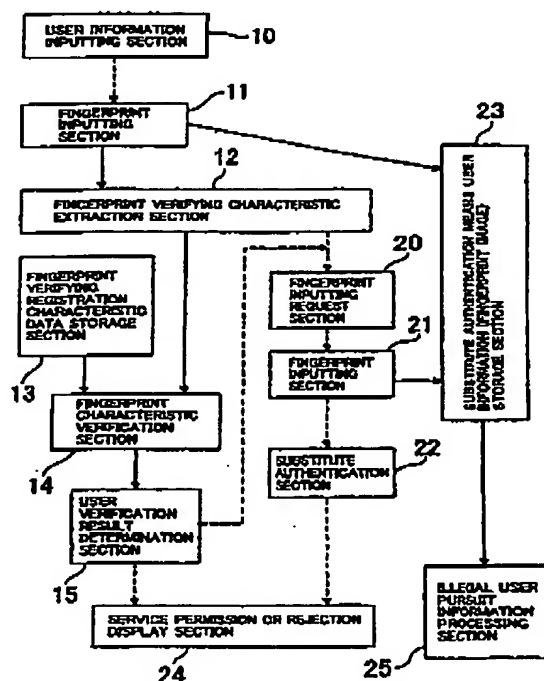 USER INFORMATION
INPUTTING SECTION
10
FINGERPRINT
INPUTTING
SECTION
11
23
12
FINGERPRINT VERIFYING CHARACTERISTIC
EXTRACTION SECTION
SUBSTITUTE AUTHENTICATION MEANS USER
INFORMATION (FINGERPRINT IMAGE)
STORAGE SECTION
20
FINGERPRINT
VERIFYING
REGISTRATION
CHARACTERISTIC
DATA STORAGE
SECTION
13
FINGERPRINT
INPUTTING
REQUEST
SECTION
21
FINGERPRINT
INPUTTING
SECTION
FINGERPRINT
CHARACTERISTIC
VERIFICATION
SECTION
14
22
SUBSTITUTE
AUTHENTICATION
SECTION
USER
VERIFICATION
RESULT
DETERMINATION
SECTION
15
ILLEGAL USER
PURSUIT
INFORMATION
PROCESSING
SECTION
25
SERVICE PERMISSION OR REJECTION
DISPLAY SECTION
24